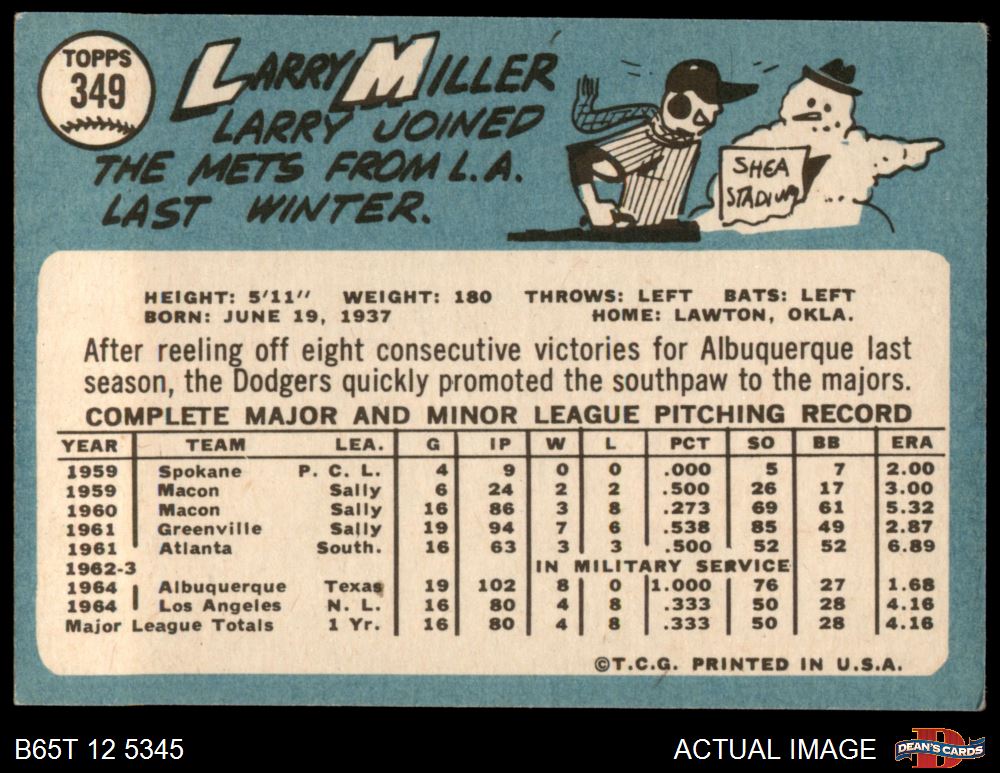 TOPPS
349
LARRY MILLER
LARRY JOINED
THE METS FROM L.A.
LAST WINTER.
SHEA
STADIUM
HEIGHT: 5'11" WEIGHT: 180 THROWS: LEFT BATS: LEFT
BORN: JUNE 19, 1937 HOME: LAWTON, OKLA.
After reeling off eight consecutive victories for Albuquerque last
season, the Dodgers quickly promoted the southpaw to the majors.
COMPLETE MAJOR AND MINOR LEAGUE PITCHING RECORD
YEAR TEAM LEA. G IP W L PCT SO BB ERA
1959 Spokane P. C. L. 4 9 0 0 .000 5 7 2.00
1959 Macon Sally 6 24 2 2 .500 26 17 3.00
1960 Macon Sally 16 86 3 8 .273 69 61 5.32
1961 Greenville Sally 19 94 7 6 .538 85 49 2.87
1961 Atlanta South. 16 63 3 3 .500 52 52 6.89
1962-3 IN MILITARY SERVICE
1964 Albuquerque Texas 19 102 8 0 1.000 76 27 1.68
1964 Los Angeles N. L. 16 80 4 8 .333 50 28 4.16
Major League Totals 1 Yr. 16 80 4 8 .333 50 28 4.16
©T.C.G. PRINTED IN U.S.A.
B65T 12 5345
ACTUAL IMAGE
D
DEAN'S CARDS